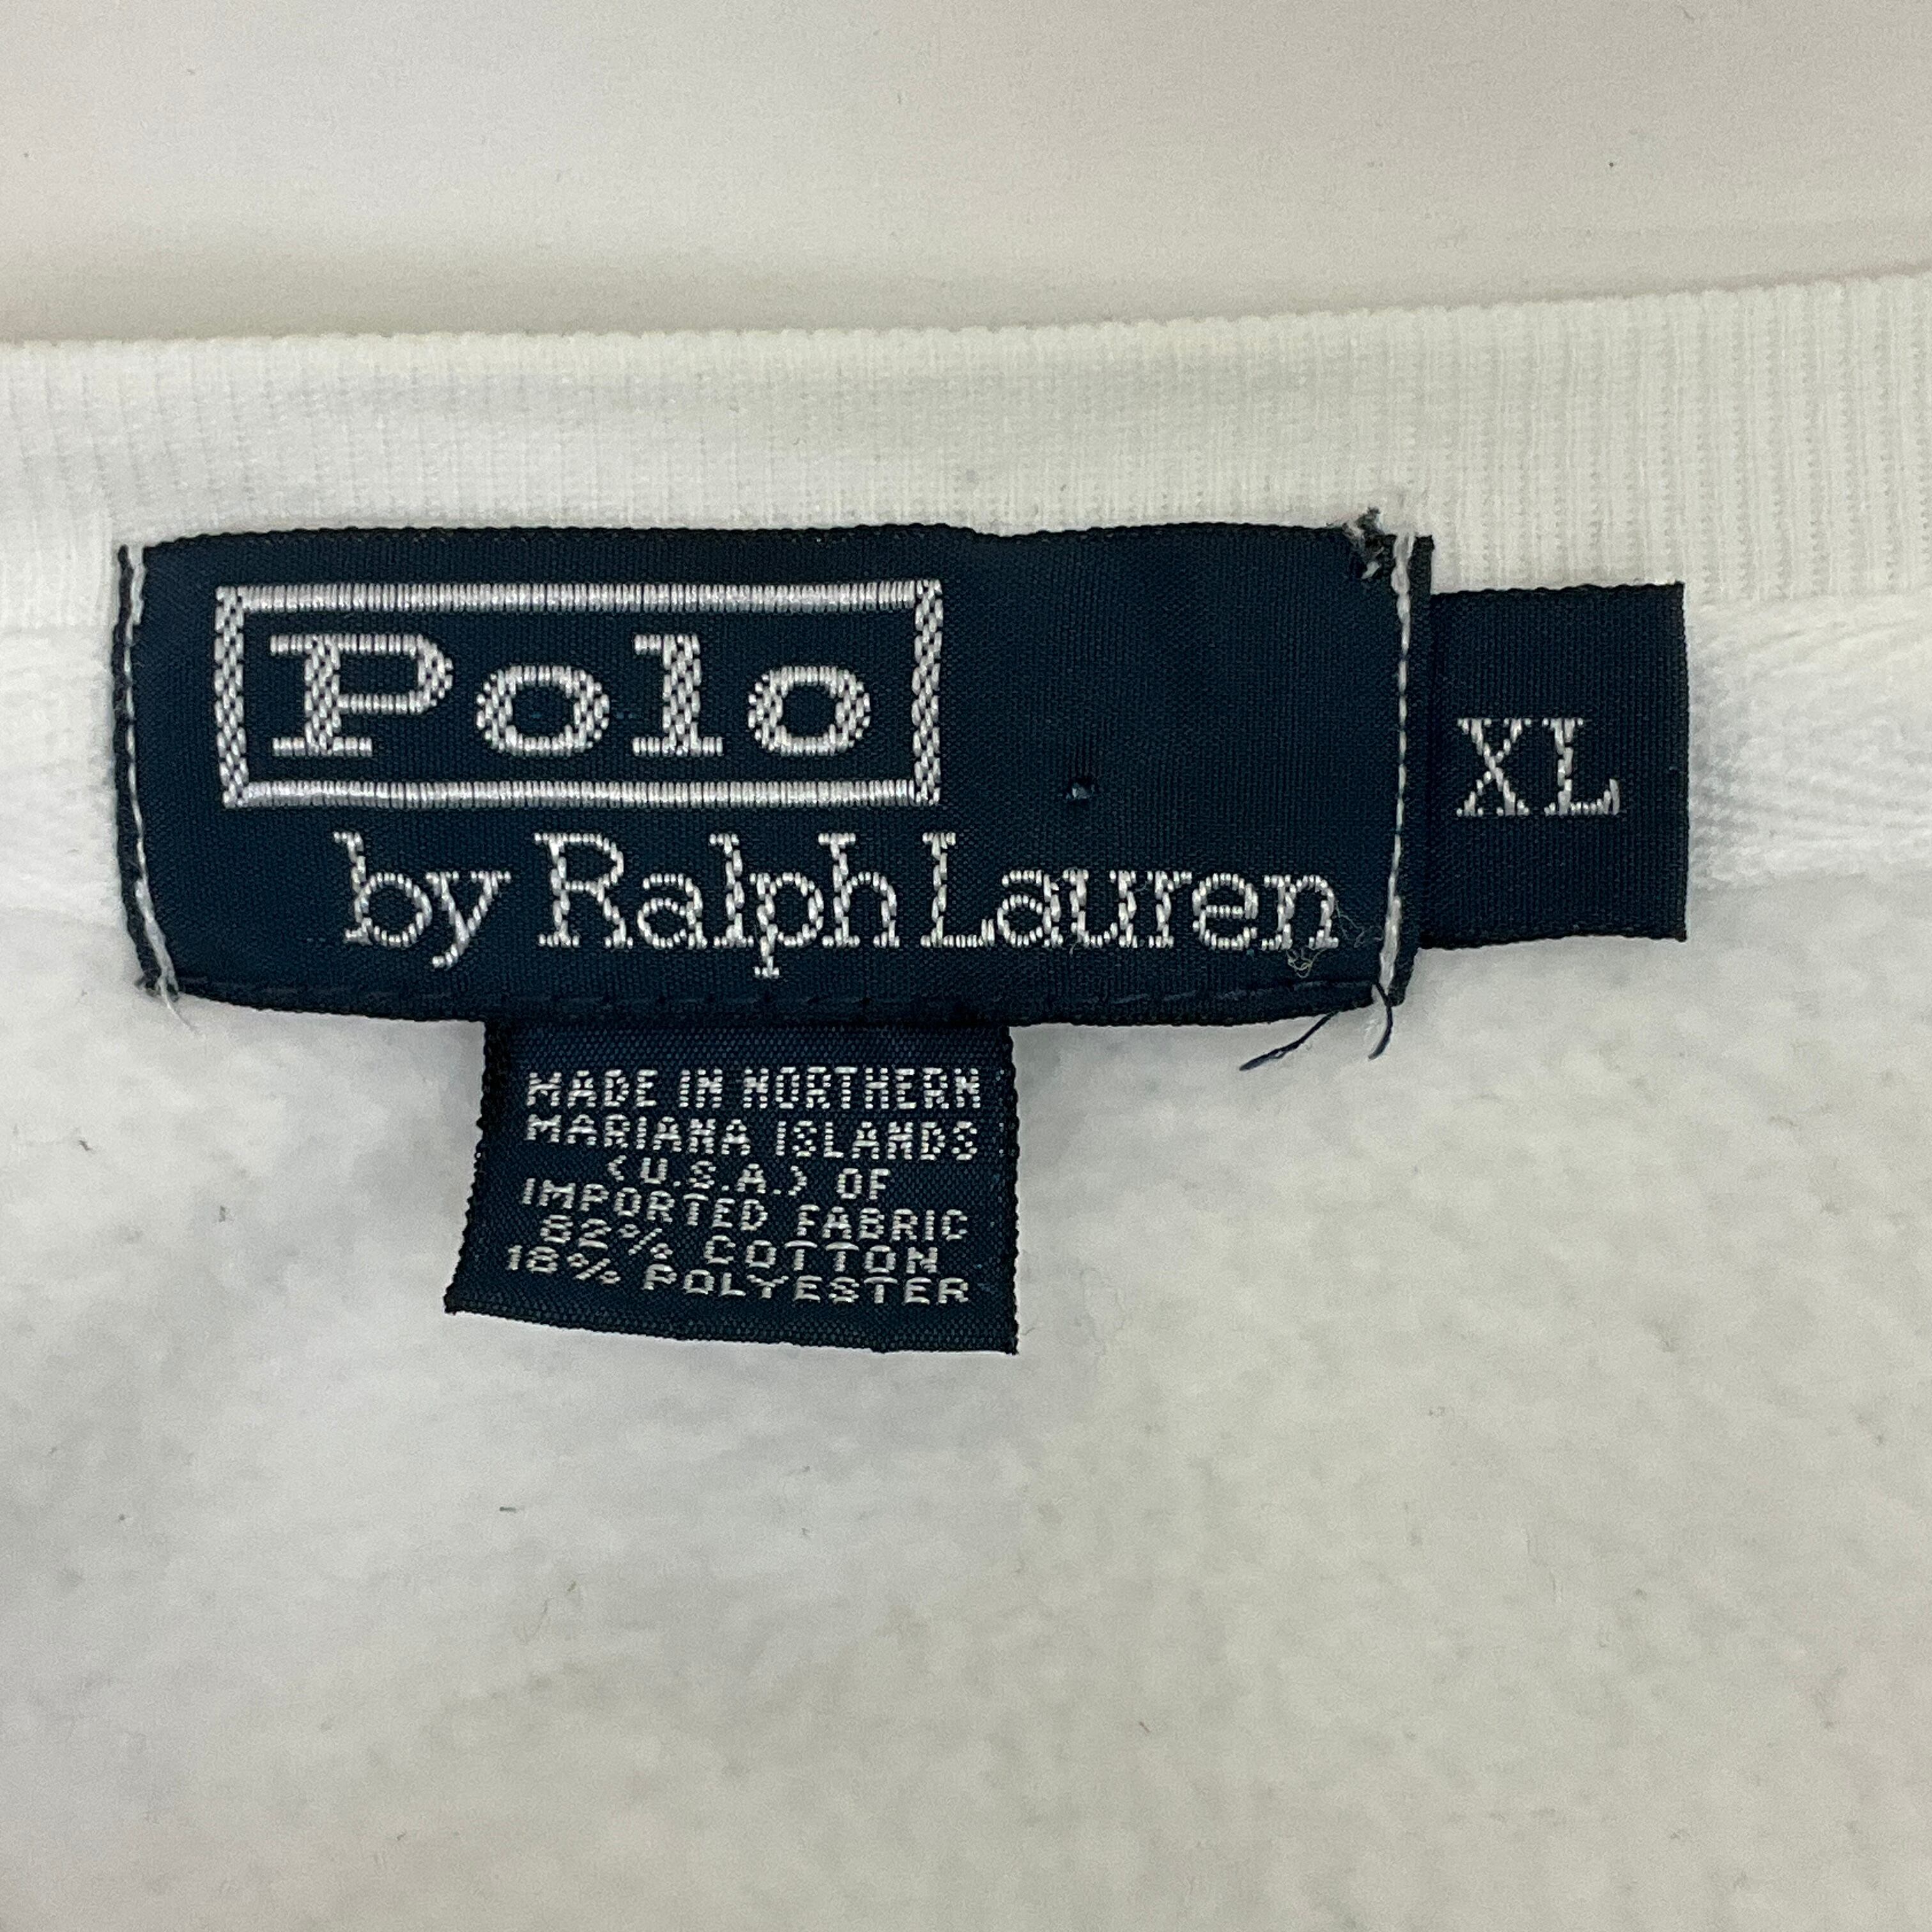 Polo
by Ralph Lauren
XL
MADE IN NORTHERN
MARIANA ISLANDS
(U.S.A.) OF
IMPORTED FABRIC
82% COTTON
18% POLYESTER